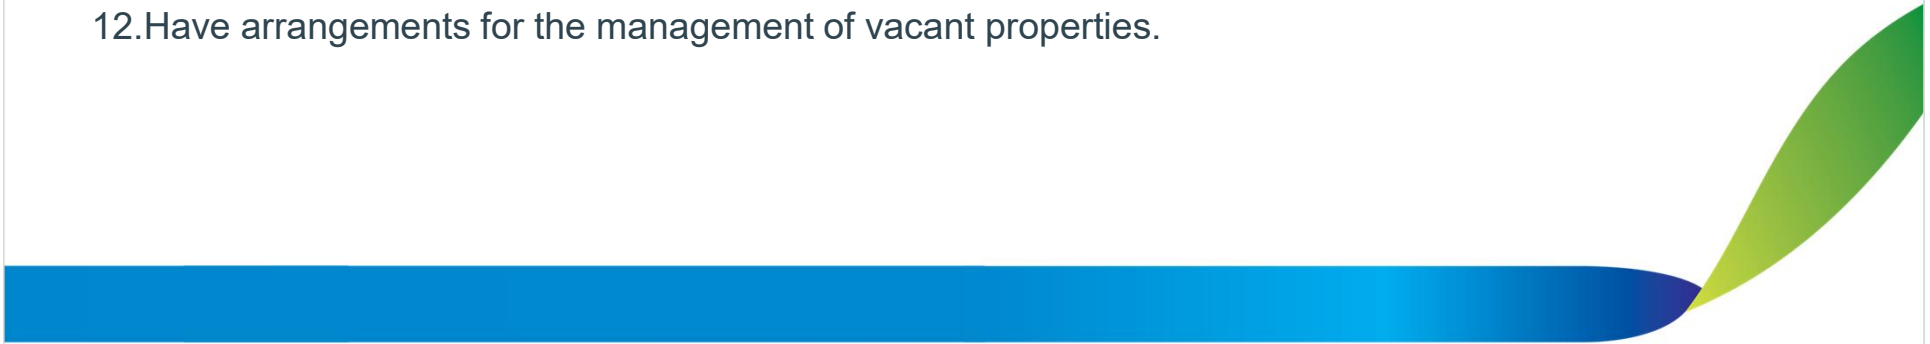 12.Have arrangements for the management of vacant properties.